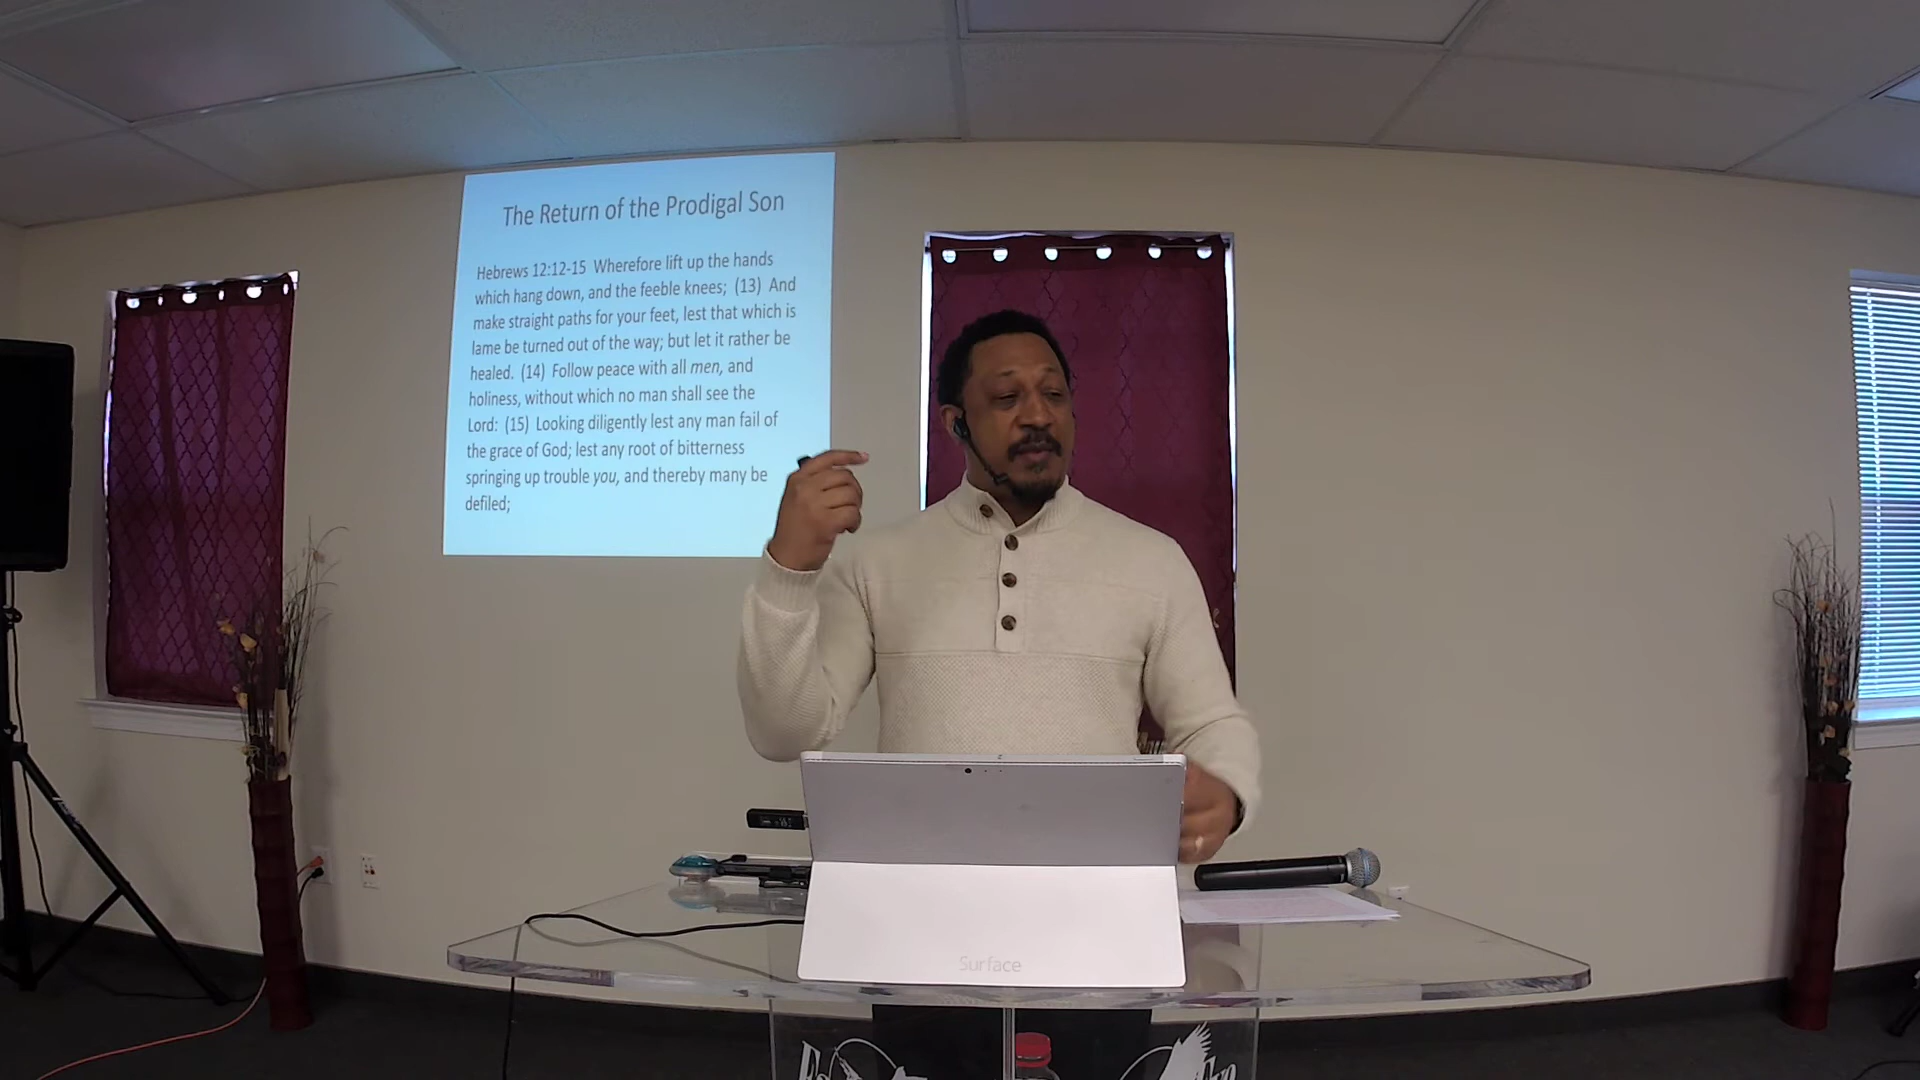 The Return of the Prodigal Son
Hebrews 12:12-15  Wherefore lift up the hands
which hang down, and the feeble knees;  (13)  And
make straight paths for your feet, lest that which is
lame be turned out of the way; but let it rather be
healed.  (14)  Follow peace with all men, and
holiness, without which no man shall see the
Lord:  (15)  Looking diligently lest any man fail of
the grace of God; lest any root of bitterness
springing up trouble you, and thereby many be
defiled;
Surface